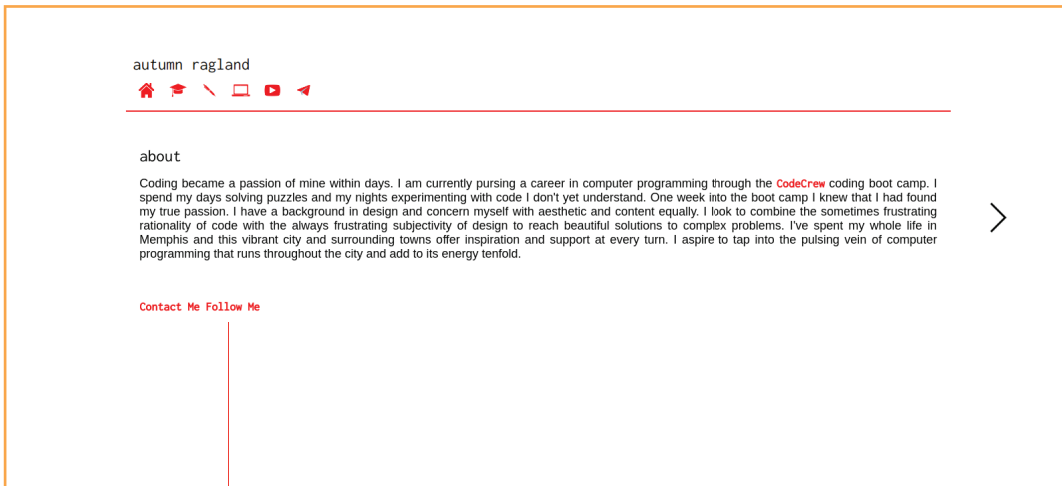 autumn ragland
about
Coding became a passion of mine within days. I am currently pursing a career in computer programming through the CodeCrew coding boot camp. I
spend my days solving puzzles and my nights experimenting with code I don't yet understand. One week into the boot camp I knew that I had found
my true passion. I have a background in design and concern myself with aesthetic and content equally. I look to combine the sometimes frustrating
rationality of code with the always frustrating subjectivity of design to reach beautiful solutions to complex problems. I've spent my whole life in
Memphis and this vibrant city and surrounding towns offer inspiration and support at every turn. I aspire to tap into the pulsing vein of computer
programming that runs throughout the city and add to its energy tenfold.
Contact Me Follow Me